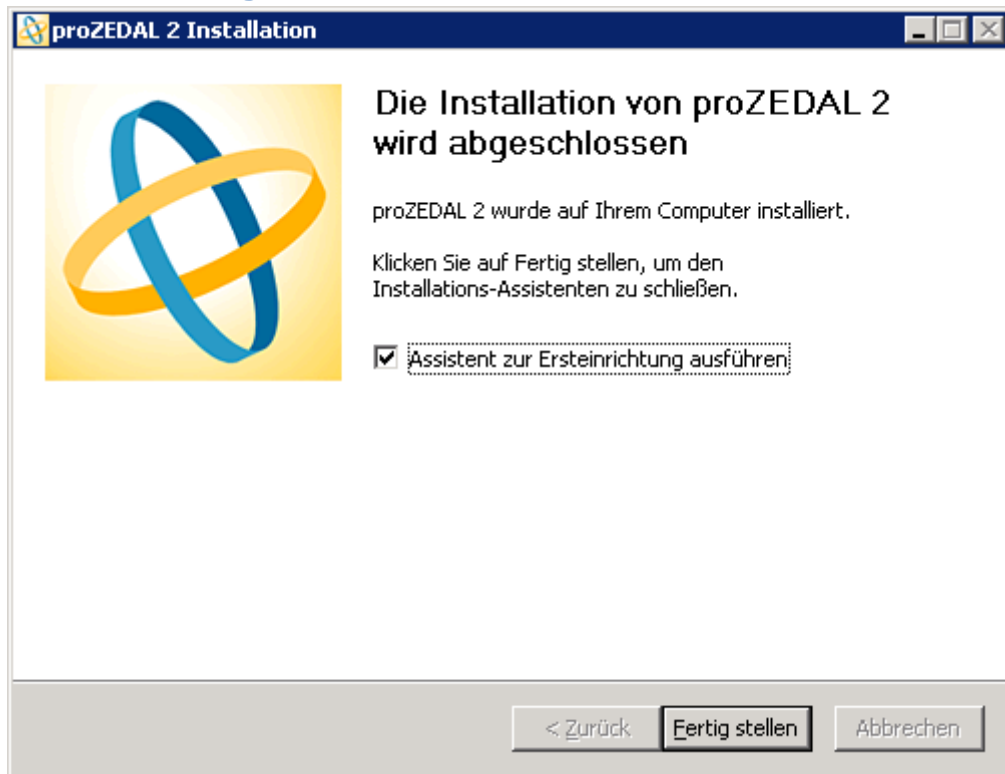 proZEDAL 2 Installation
Die Installation von proZEDAL 2
wird abgeschlossen
proZEDAL 2 wurde auf Ihrem Computer installiert.
Klicken Sie auf Fertig stellen, um den
Installations-Assistenten zu schließen.
Assistent zur Ersteinrichtung ausführen
< Zurück Fertig stellen Abbrechen